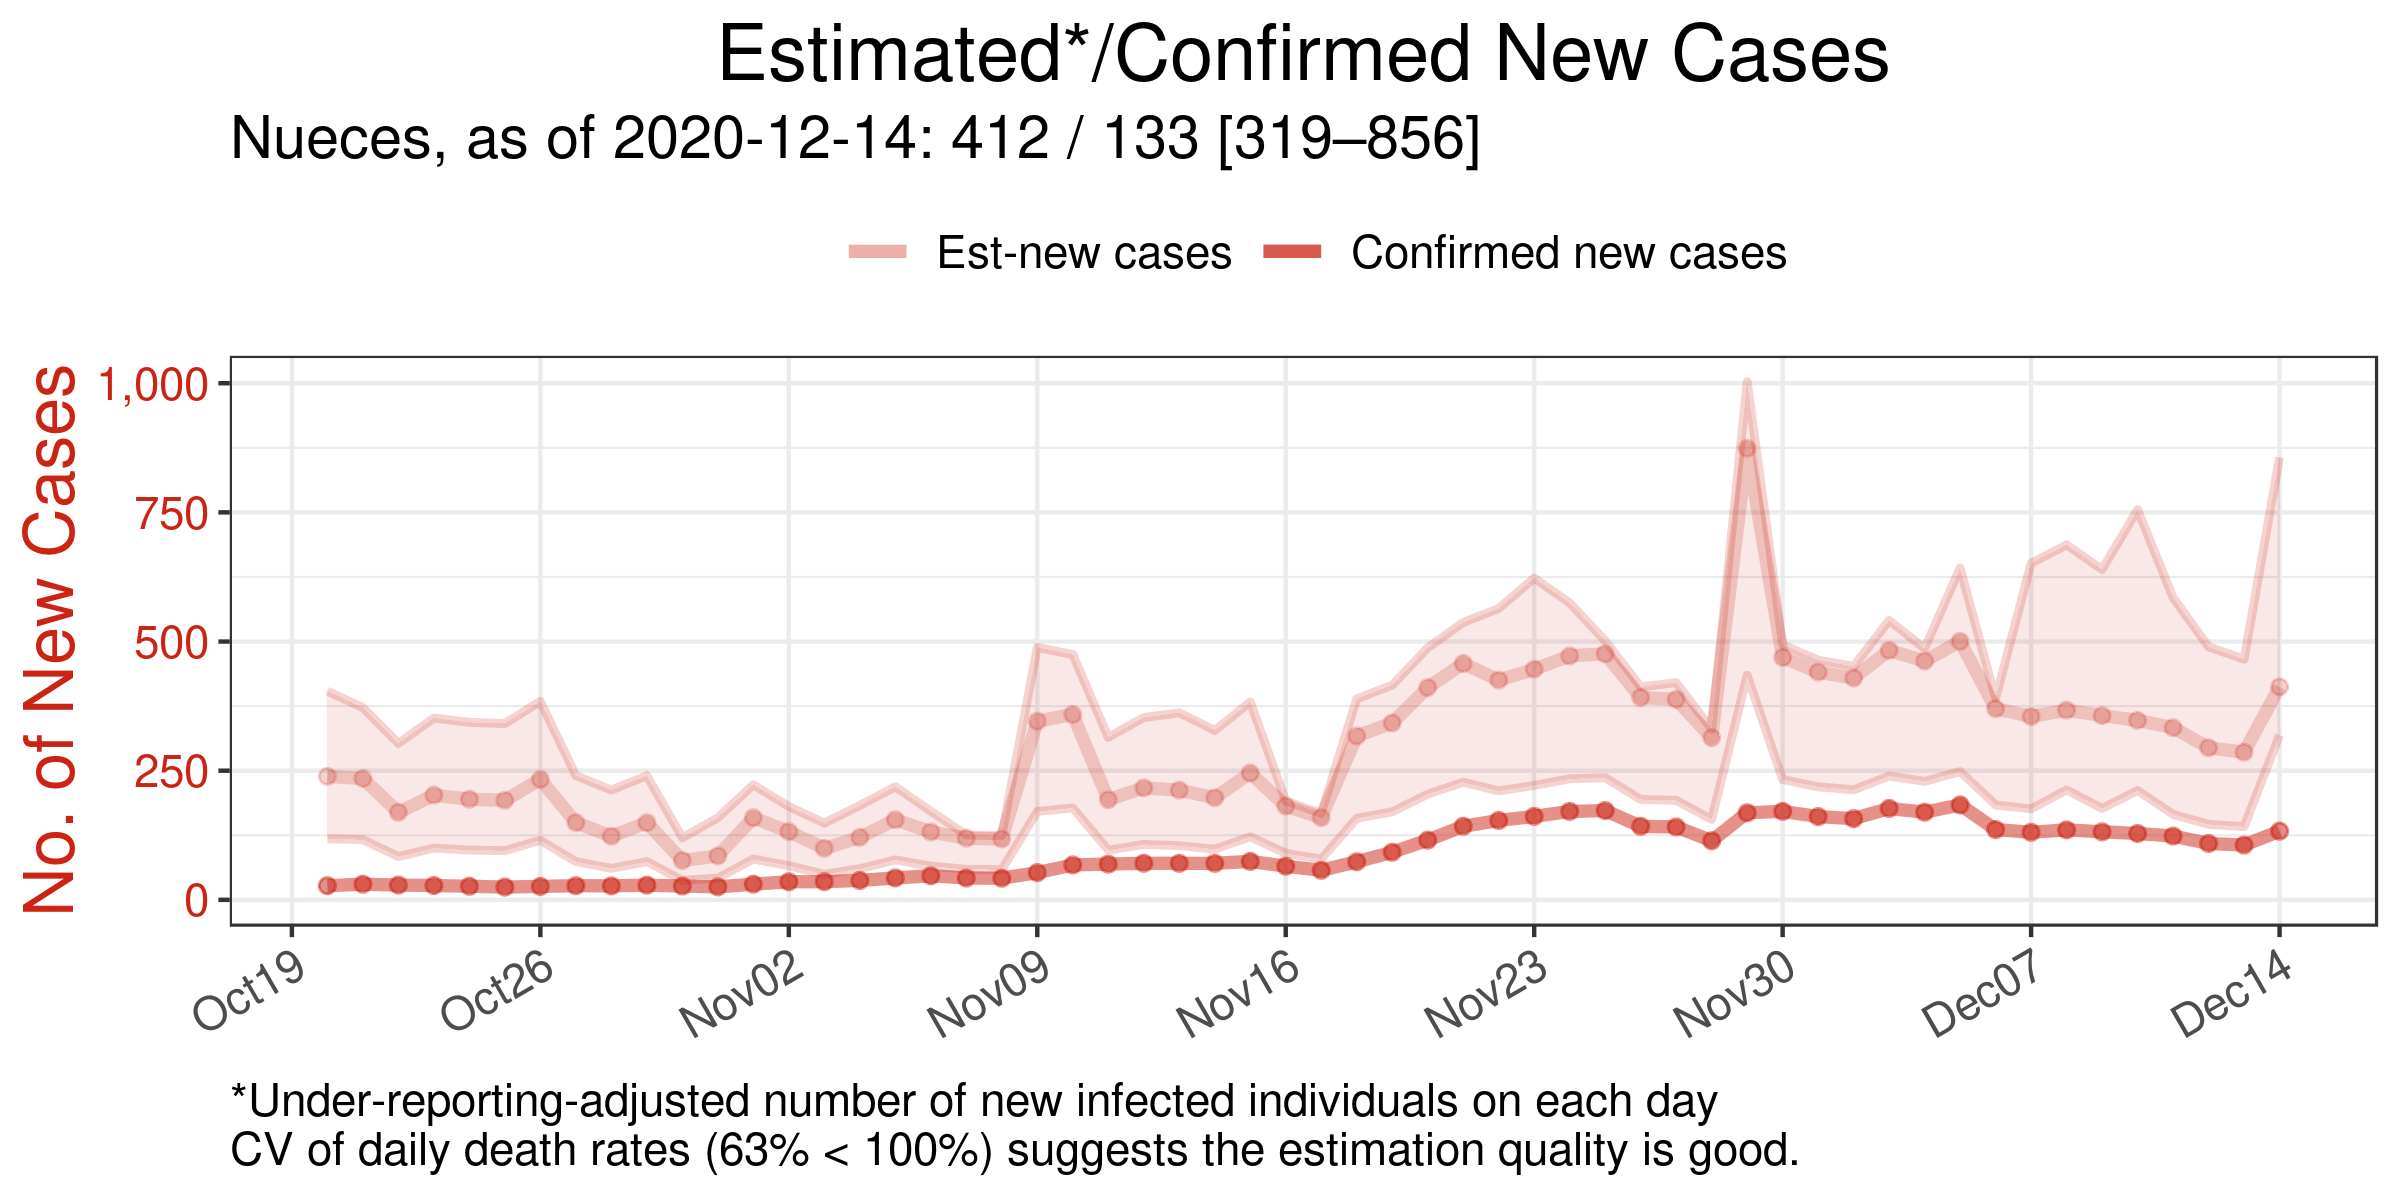 Estimated*/Confirmed New Cases
Nueces, as of 2020-12-14: 412 / 133 [319–856]
Est-new cases Confirmed new cases
No. of New Cases
1,000
750
500
250
0
Oct19 Oct26 Nov02 Nov09 Nov16 Nov23 Nov30 Dec07 Dec14
*Under-reporting-adjusted number of new infected individuals on each day
CV of daily death rates (63% < 100%) suggests the estimation quality is good.